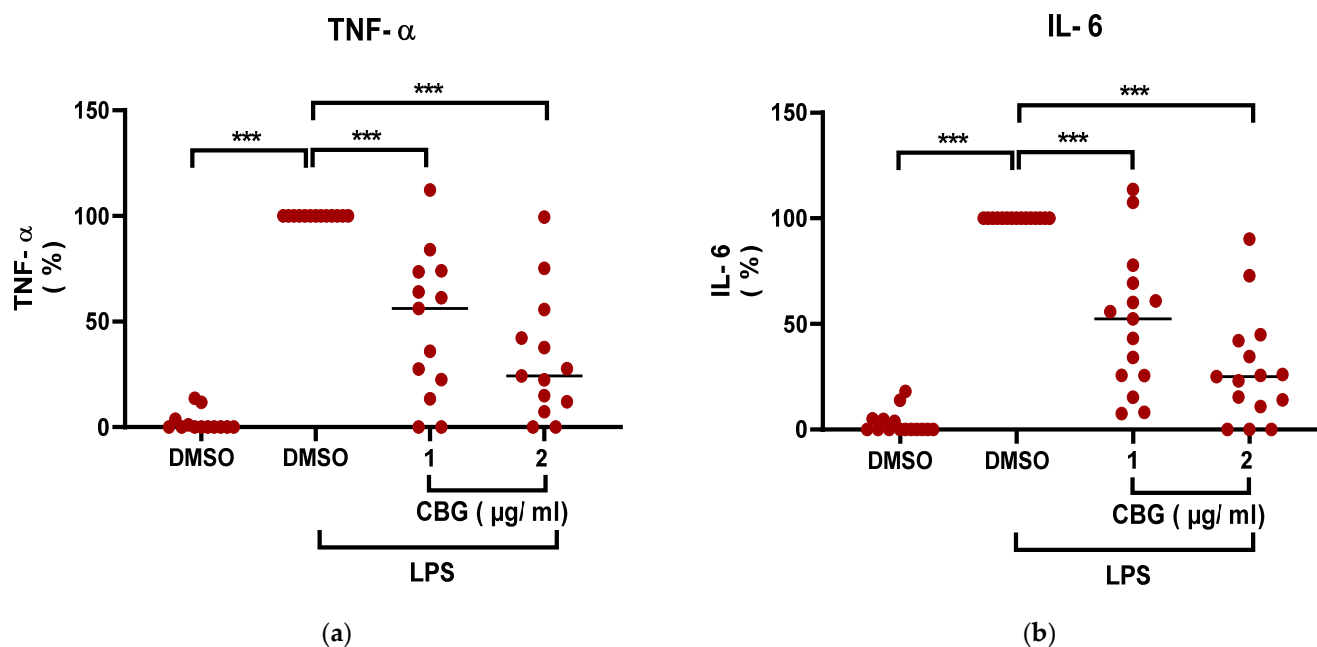 TNF- α
***
***
***
150
100
50
0
TNF- α
( %)
DMSO
DMSO
1
2
CBG ( µg/ ml)
LPS
(a)
IL- 6
***
***
***
150
100
50
0
IL- 6
( %)
DMSO
DMSO
1
2
CBG ( µg/ ml)
LPS
(b)